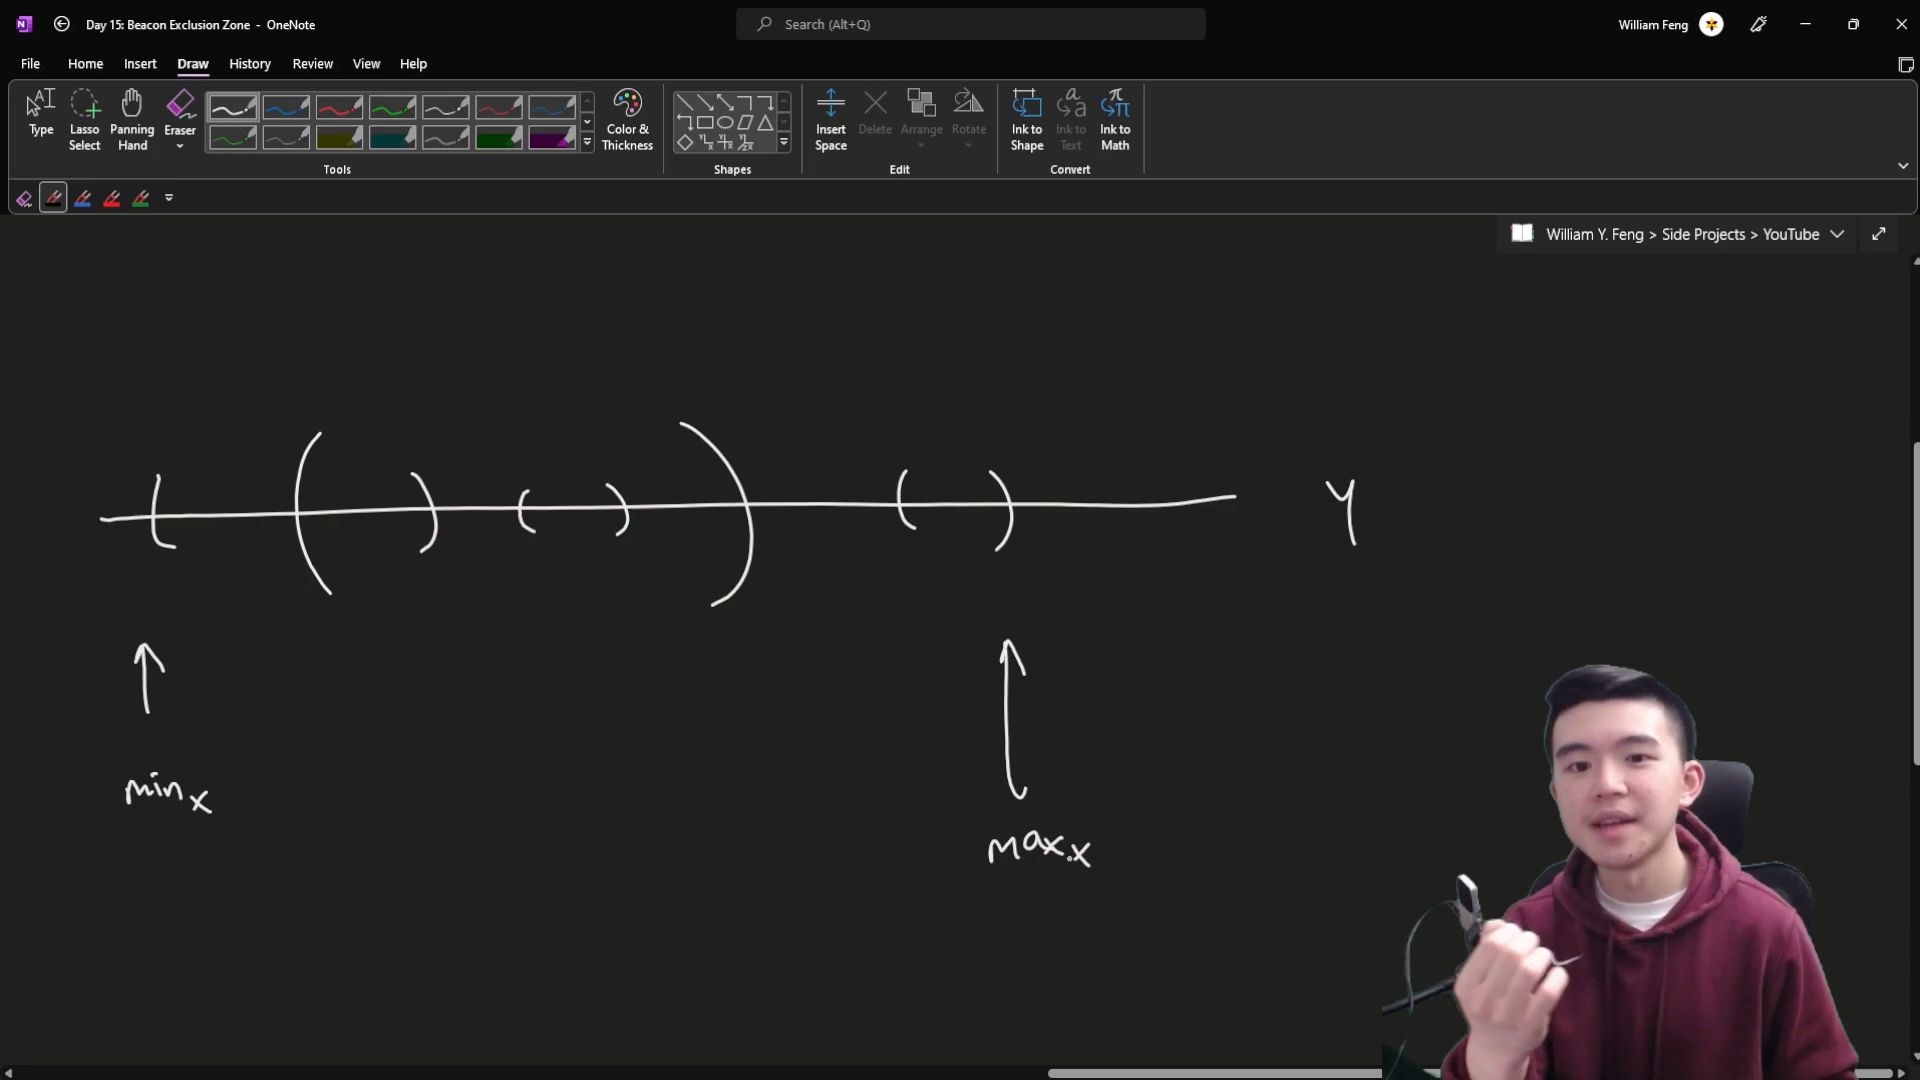 Day 15: Beacon Exclusion Zone - OneNote
Search (Alt+Q)
William Feng
File Home Insert Draw History Review View Help
Type
Lasso Select
Panning Hand
Eraser
Color & Thickness
Insert Space
Delete
Arrange
Rotate
Ink to Shape
Ink to Text
Ink to Math
Tools
Shapes
Edit
Convert
William Y. Feng > Side Projects > YouTube
Y
min x
max x